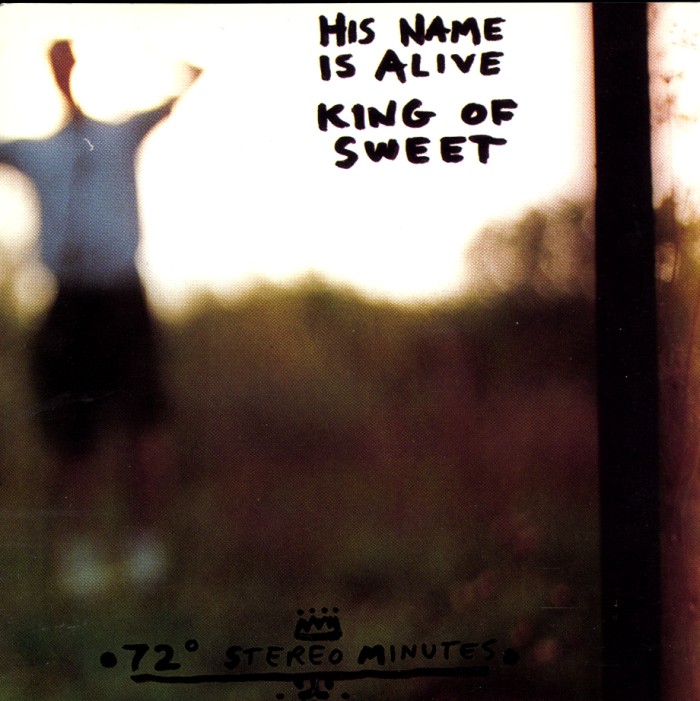 His Name
is Alive
King of
Sweet
•72° Stereo Minutes•